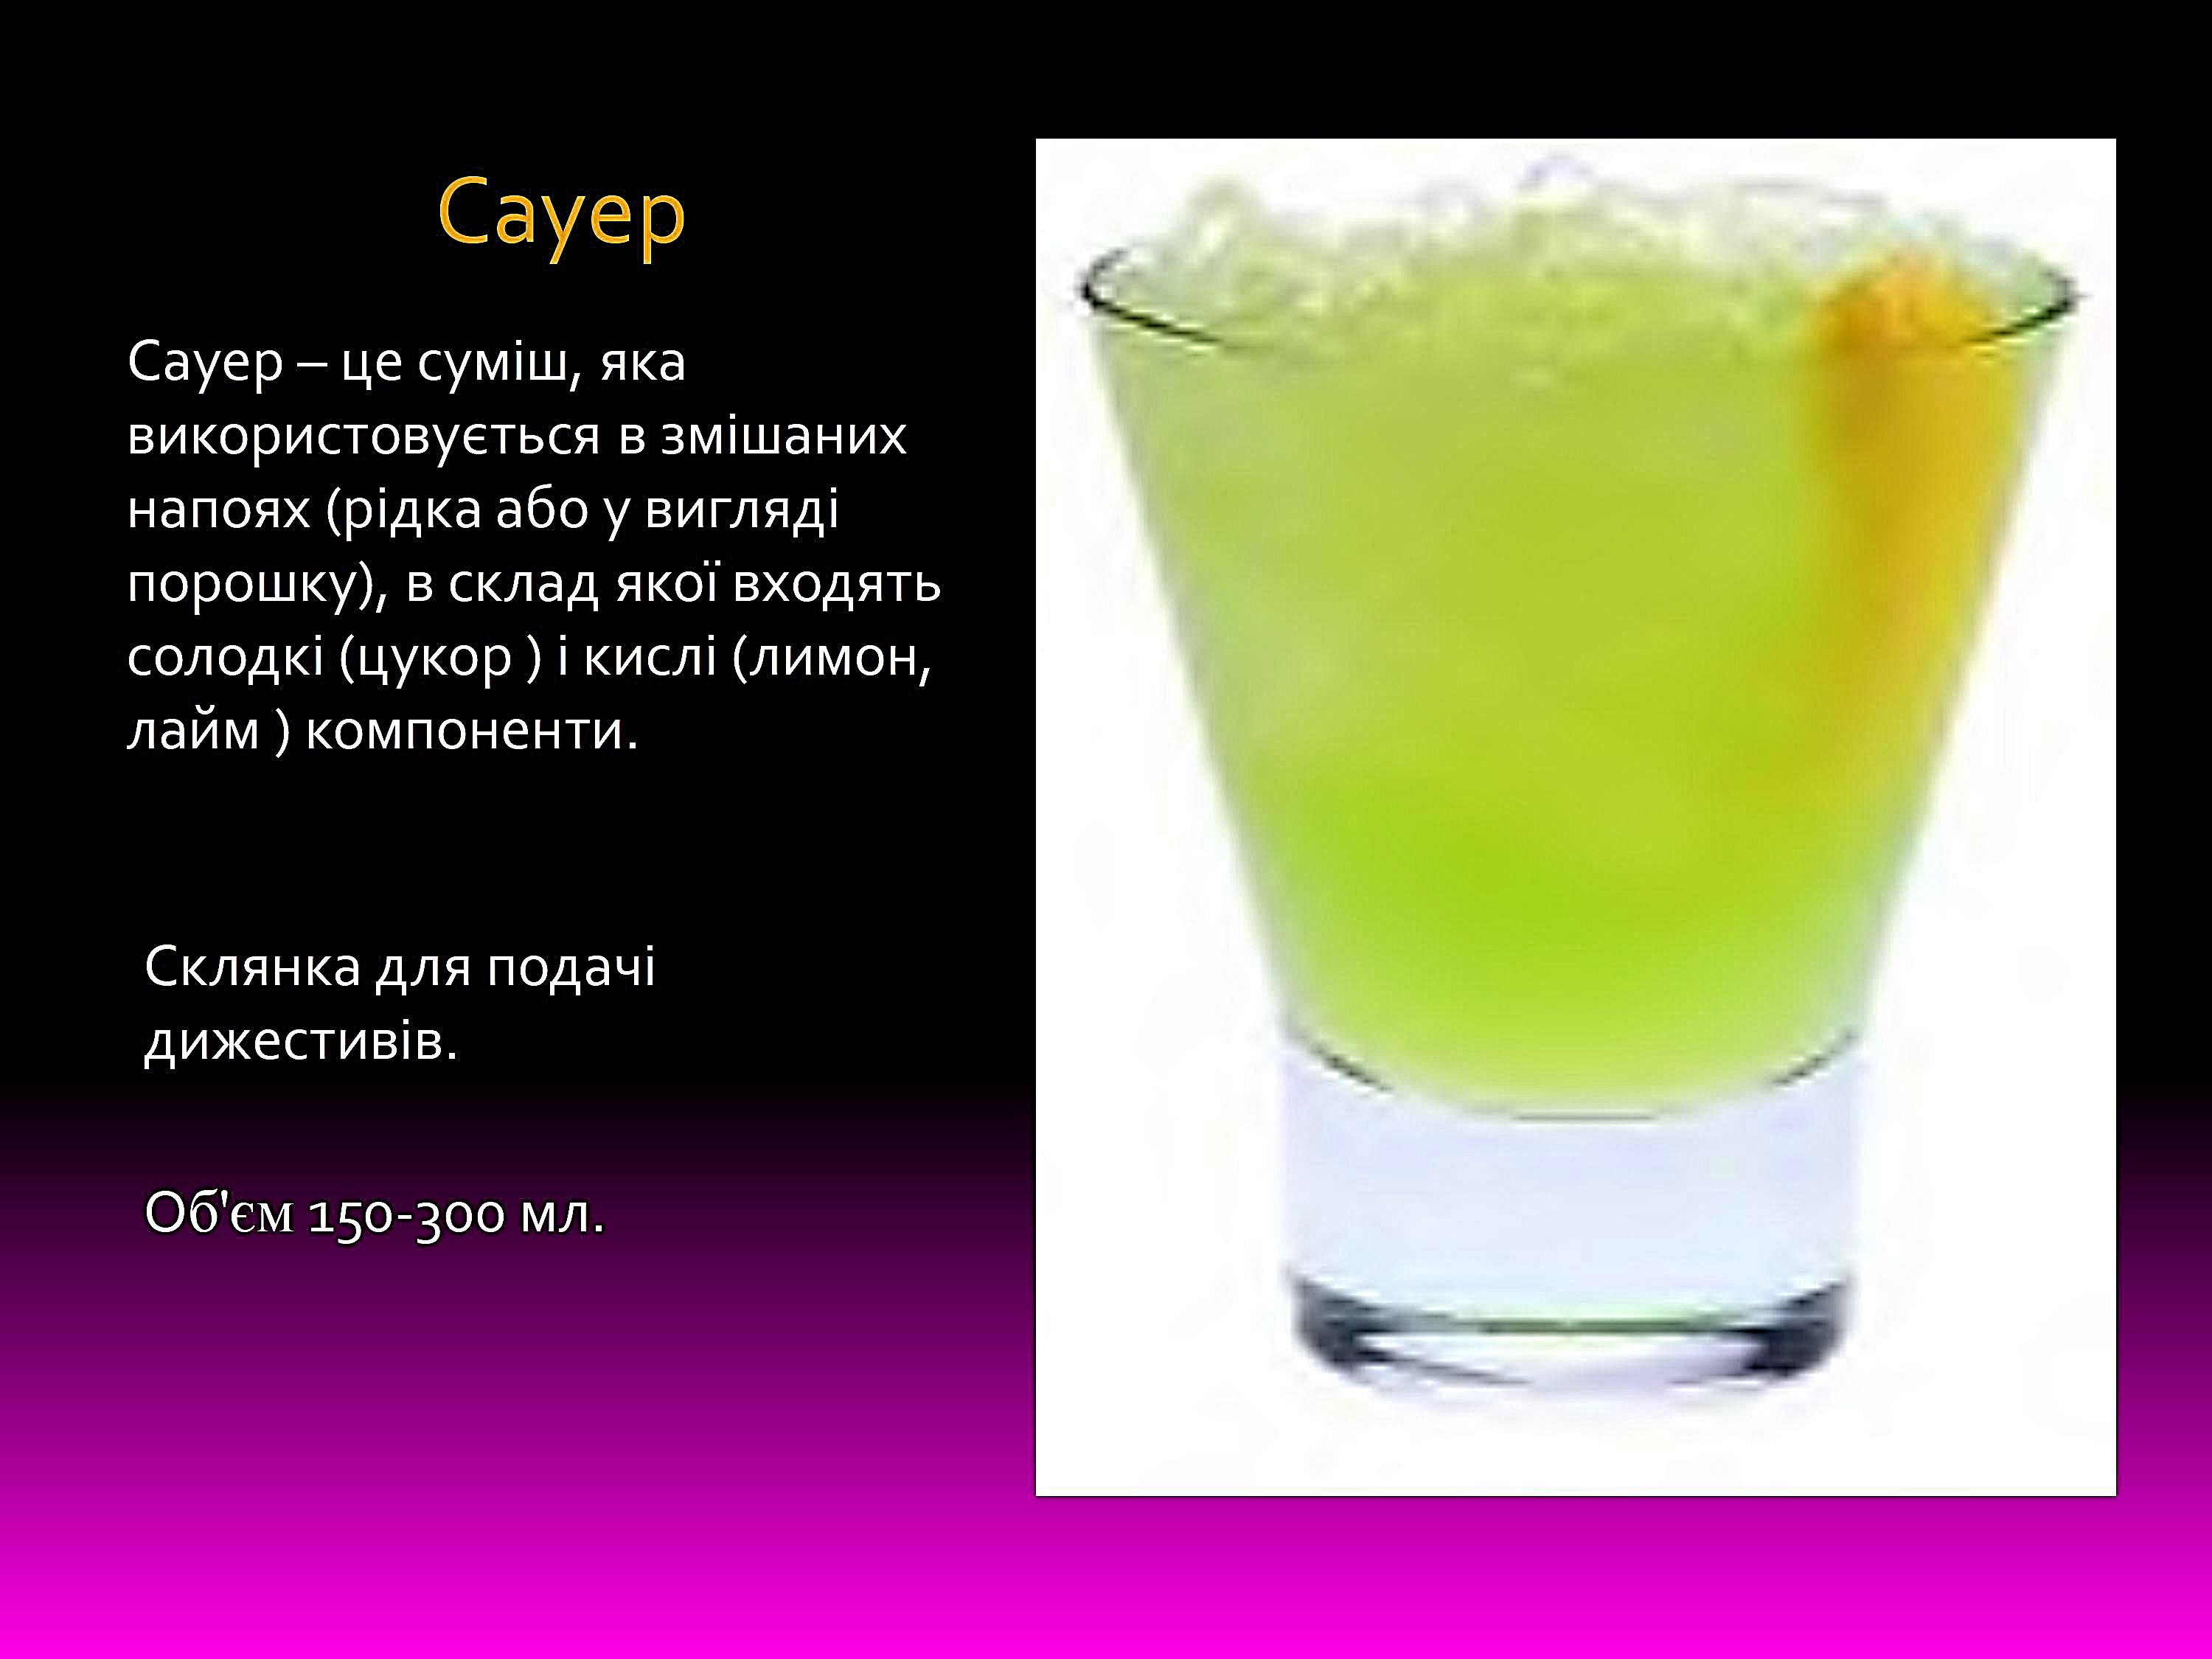 Сауер
Сауер – це суміш, яка
використовується в змішаних
напоях (рідка або у вигляді
порошку), в склад якої входять
солодкі (цукор ) і кислі (лимон,
лайм ) компоненти.
Склянка для подачі
дижестивів.
Об'єм 150-300 мл.